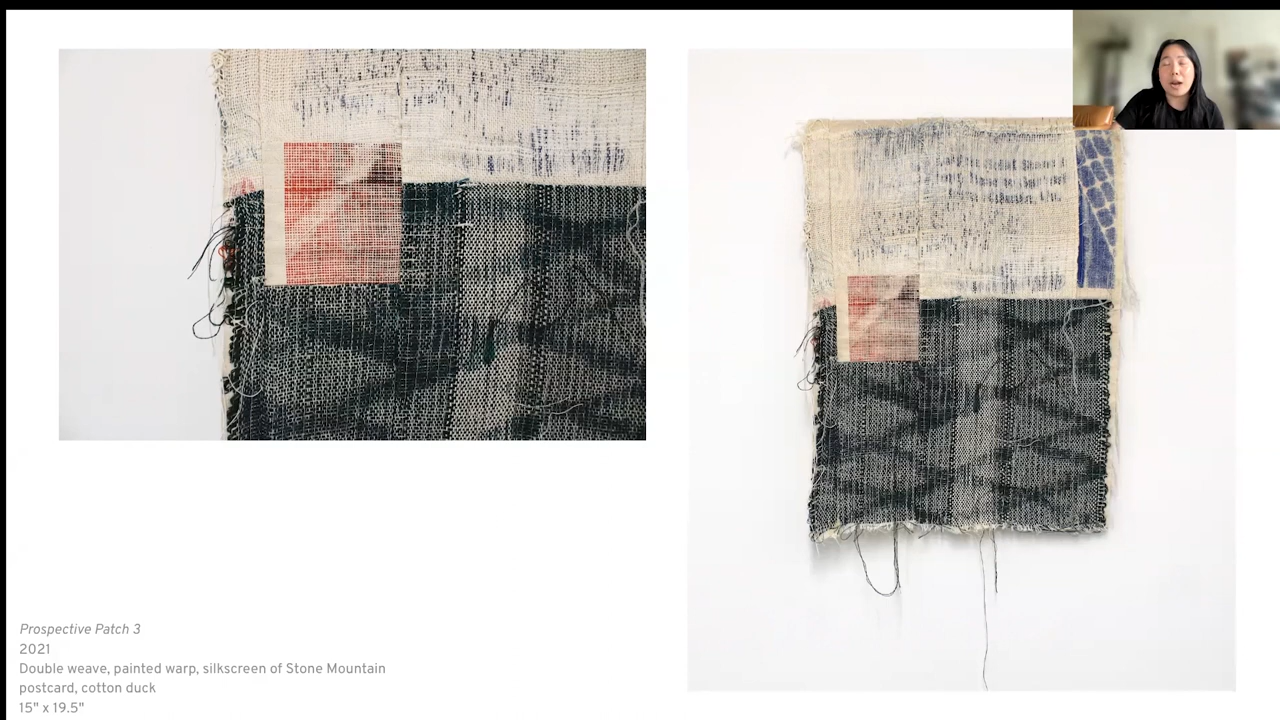 Prospective Patch 3
2021
Double weave, painted warp, silkscreen of Stone Mountain
postcard, cotton duck
15" x 19.5"